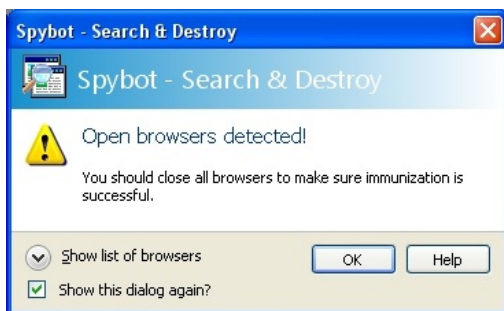 Spybot - Search & Destroy
Spybot - Search & Destroy
Open browsers detected!
You should close all browsers to make sure immunization is
successful.
Show list of browsers
OK
Help
Show this dialog again?